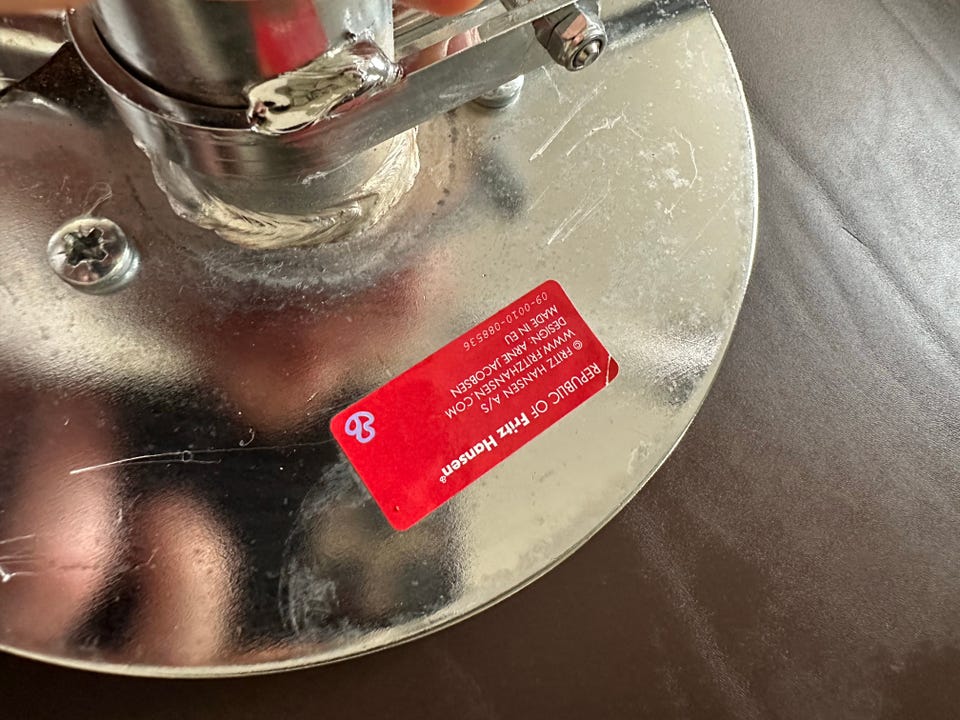 REPUBLIC OF Fritz Hansen®
© FRITZ HANSEN A/S
WWW.FRITZHANSEN.COM
DESIGN: ARNE JACOBSEN
MADE IN EU
09-0010-088536